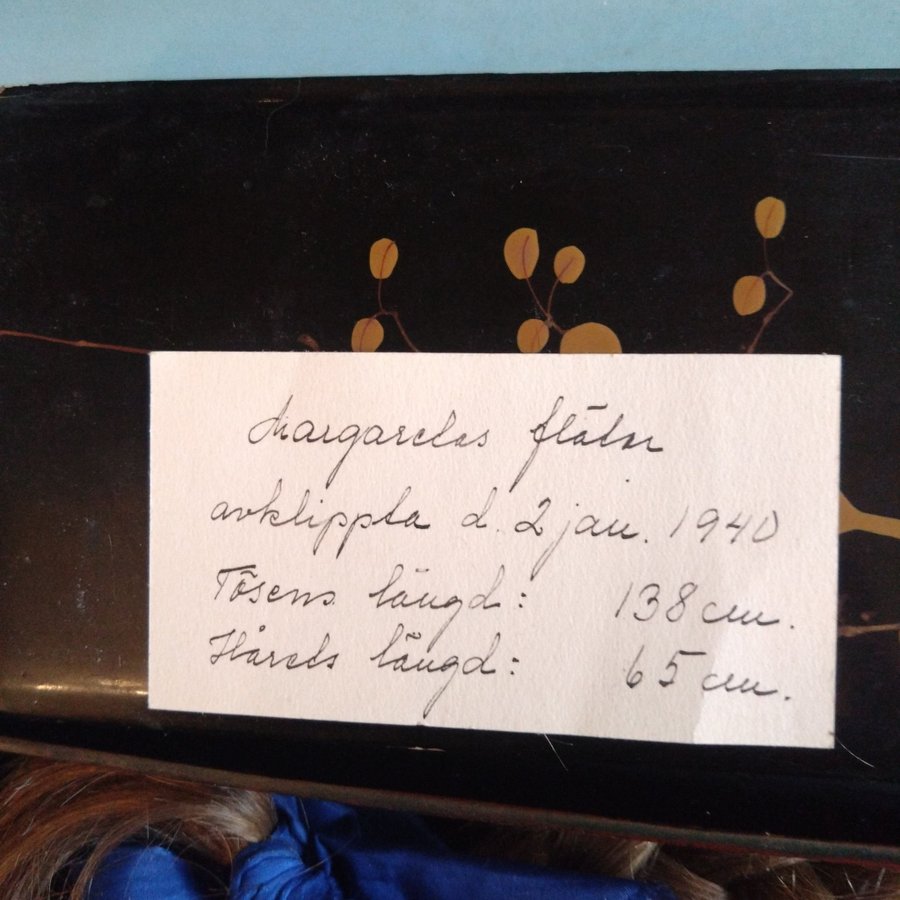 Margaretas flätor
avklippta d. 2 jan. 1940
Tösens längd: 138 cm.
Hårets längd: 65 cm.